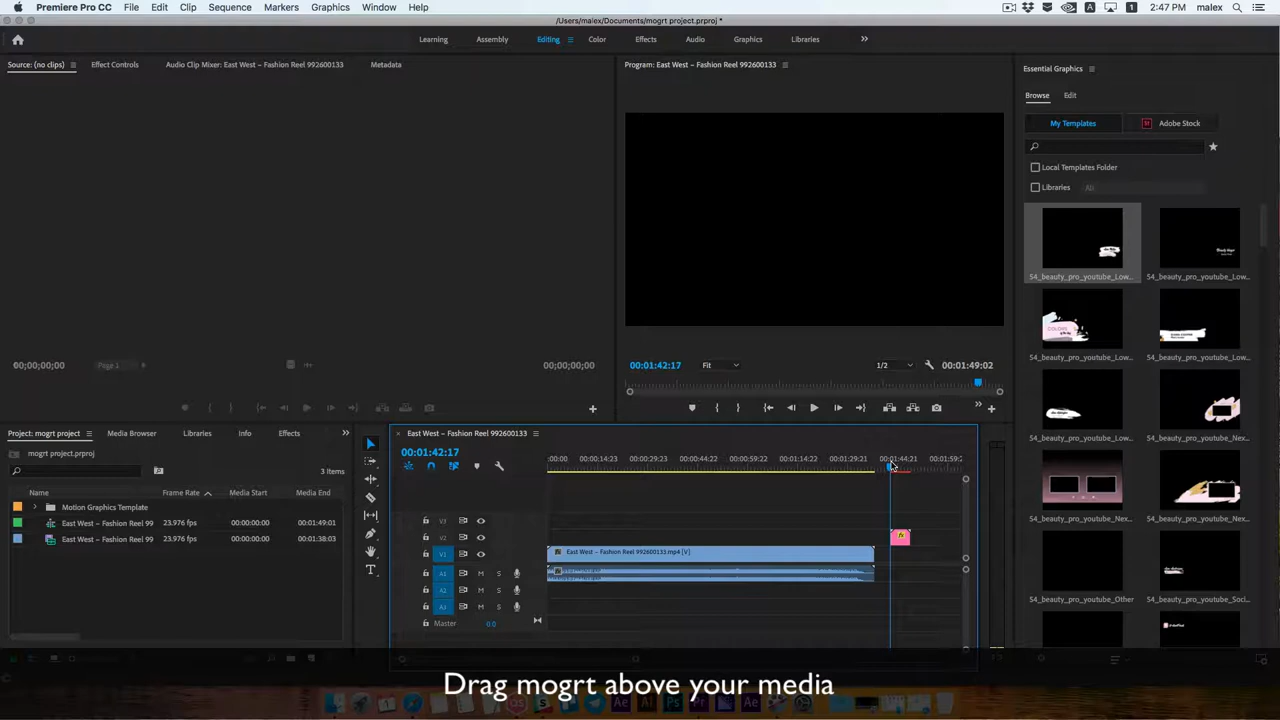 Premiere Pro CC File Edit Clip Sequence Markers Graphics Window Help 1 2:47 PM malex
/Users/malex/Documents/mogrt project.prproj *
Learning Assembly Editing Color Effects Audio Graphics Libraries
Source: (no clips) Effect Controls Audio Clip Mixer: East West – Fashion Reel 992600133 Metadata
Program: East West – Fashion Reel 992600133
Essential Graphics
Browse Edit
My Templates Adobe Stock
Local Templates Folder
Libraries All
54_beauty_pro_youtube_Low... 54_beauty_pro_youtube_Low...
54_beauty_pro_youtube_Low... 54_beauty_pro_youtube_Low...
54_beauty_pro_youtube_Low... 54_beauty_pro_youtube_Nex...
54_beauty_pro_youtube_Nex... 54_beauty_pro_youtube_Nex...
54_beauty_pro_youtube_Other 54_beauty_pro_youtube_Soci...
00;00;00;00 Page 1 00;00;00;00
00:01:42:17 Fit 1/2 00:01:49:02
Project: mogrt project Media Browser Libraries Info Effects
mogrt project.prproj
3 Items
Name Frame Rate Media Start Media End
Motion Graphics Template
East West – Fashion Reel 99 23.976 fps 00:00:00:00 00:01:49:01
East West – Fashion Reel 99 23.976 fps 00:00:00:00 00:01:38:03
East West – Fashion Reel 992600133
00:01:42:17
:00:00 00:00:14:23 00:00:29:23 00:00:44:22 00:00:59:22 00:01:14:22 00:01:29:21 00:01:44:21 00:01:59:2
V3
V2 fx
V1 East West – Fashion Reel 992600133.mp4 [V]
A1 M S
A2 M S
A3 M S
Master 0.0
Drag mogrt above your media